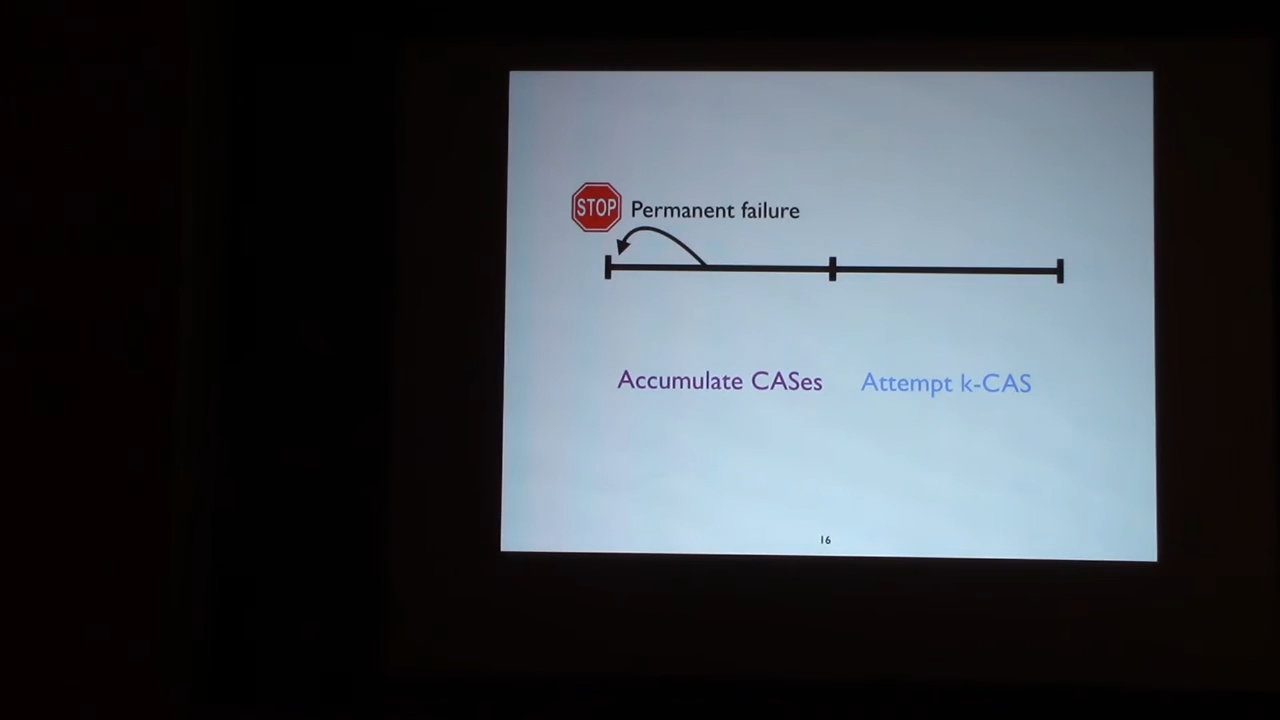 STOP
Permanent failure
Accumulate CASes
Attempt k-CAS
16